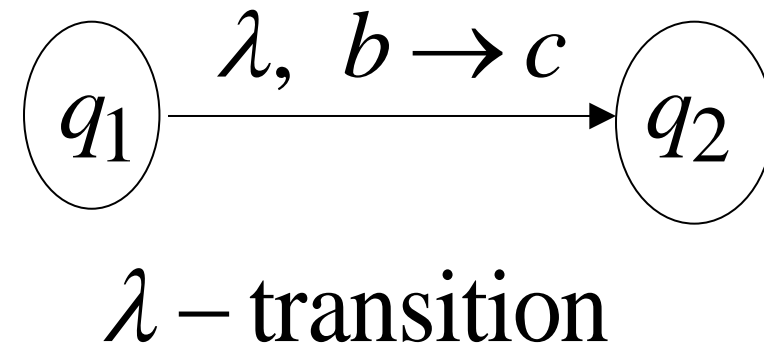 λ, b → c
q₁ q₂
λ – transition